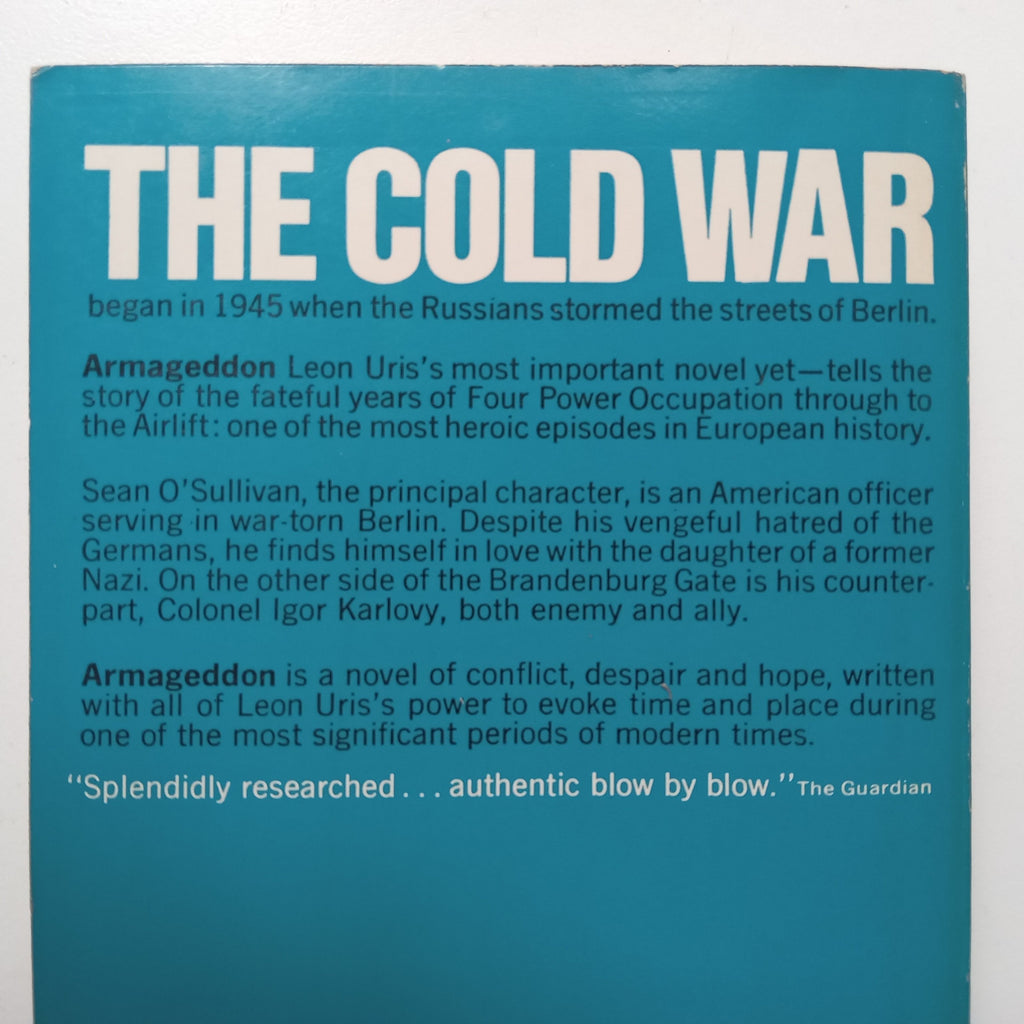 THE COLD WAR
began in 1945 when the Russians stormed the streets of Berlin.
Armageddon Leon Uris's most important novel yet—tells the
story of the fateful years of Four Power Occupation through to
the Airlift: one of the most heroic episodes in European history.
Sean O'Sullivan, the principal character, is an American officer
serving in war-torn Berlin. Despite his vengeful hatred of the
Germans, he finds himself in love with the daughter of a former
Nazi. On the other side of the Brandenburg Gate is his counter-
part, Colonel Igor Karlovy, both enemy and ally.
Armageddon is a novel of conflict, despair and hope, written
with all of Leon Uris's power to evoke time and place during
one of the most significant periods of modern times.
"Splendidly researched... authentic blow by blow." The Guardian